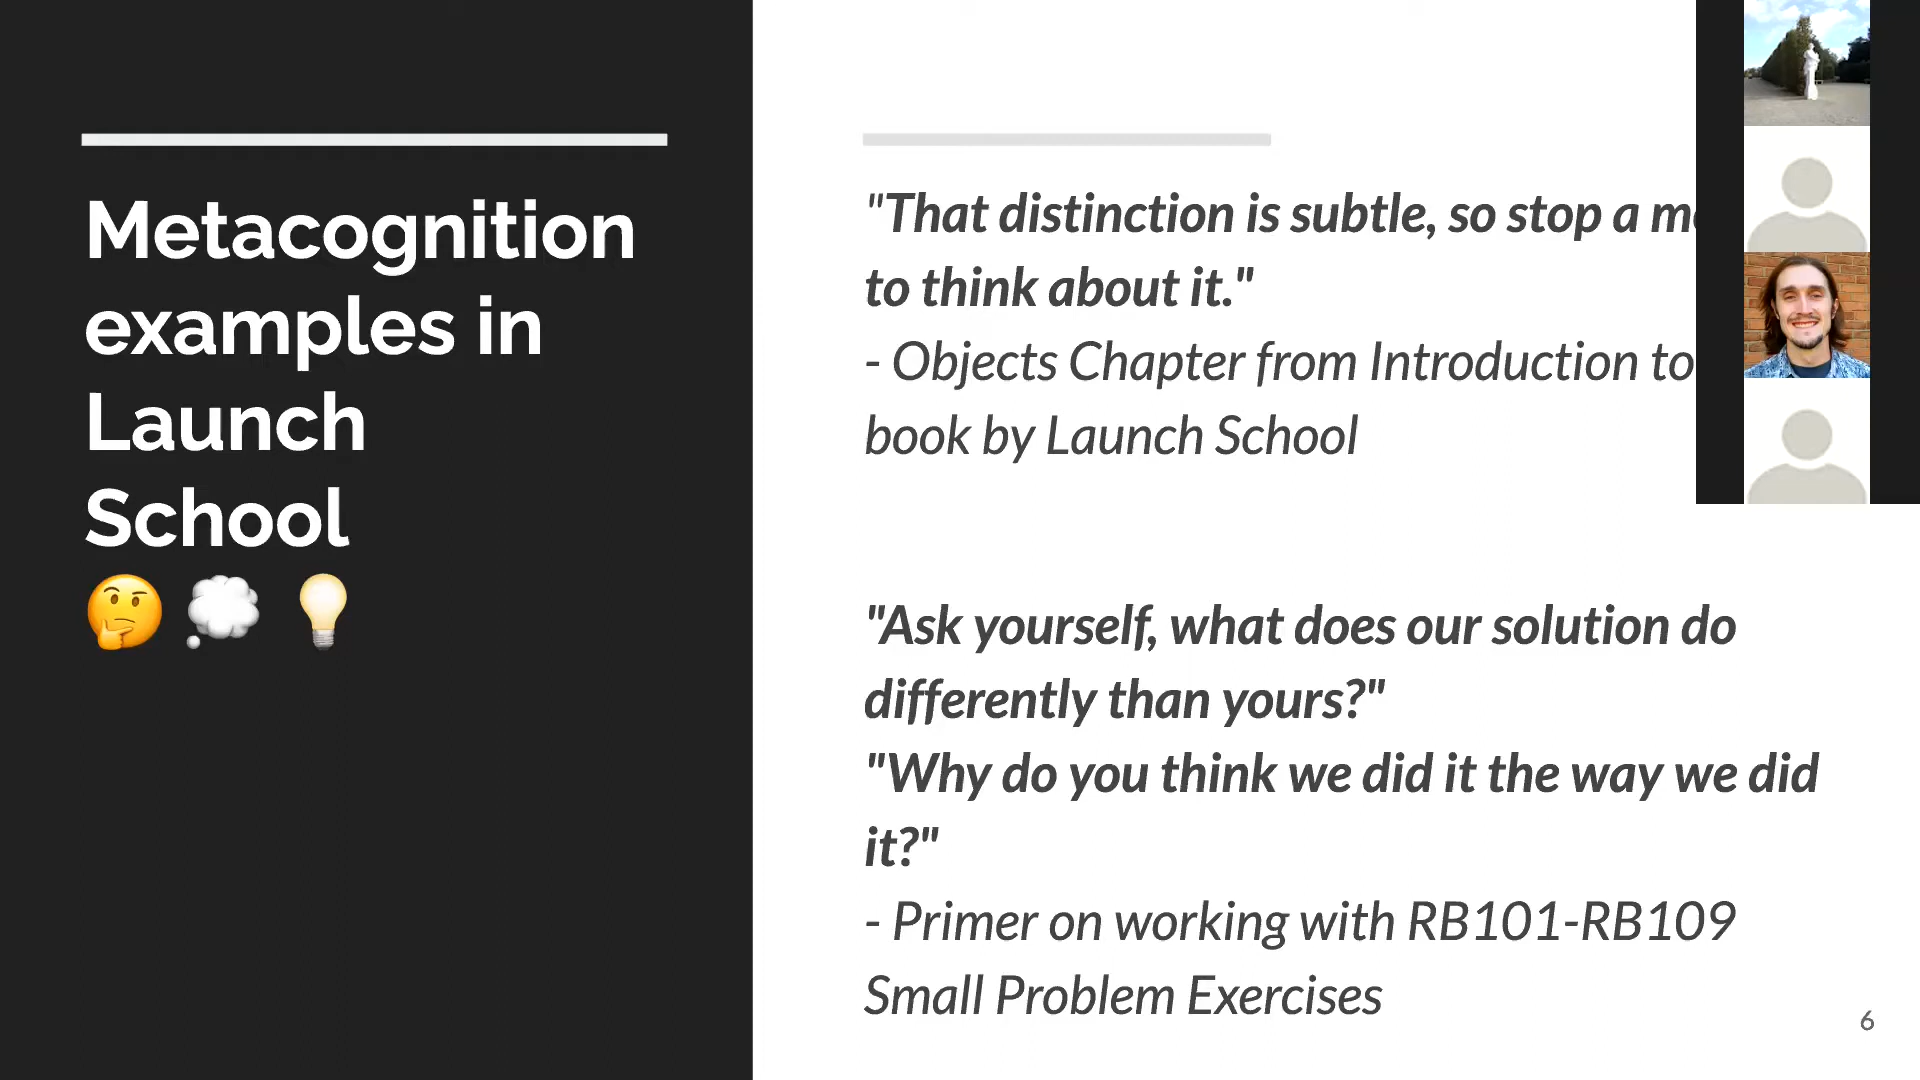 Metacognition
examples in
Launch
School
"That distinction is subtle, so stop a
to think about it."
- Objects Chapter from Introduction to
book by Launch School
"Ask yourself, what does our solution do
differently than yours?"
"Why do you think we did it the way we did
it?"
- Primer on working with RB101-RB109
Small Problem Exercises
6